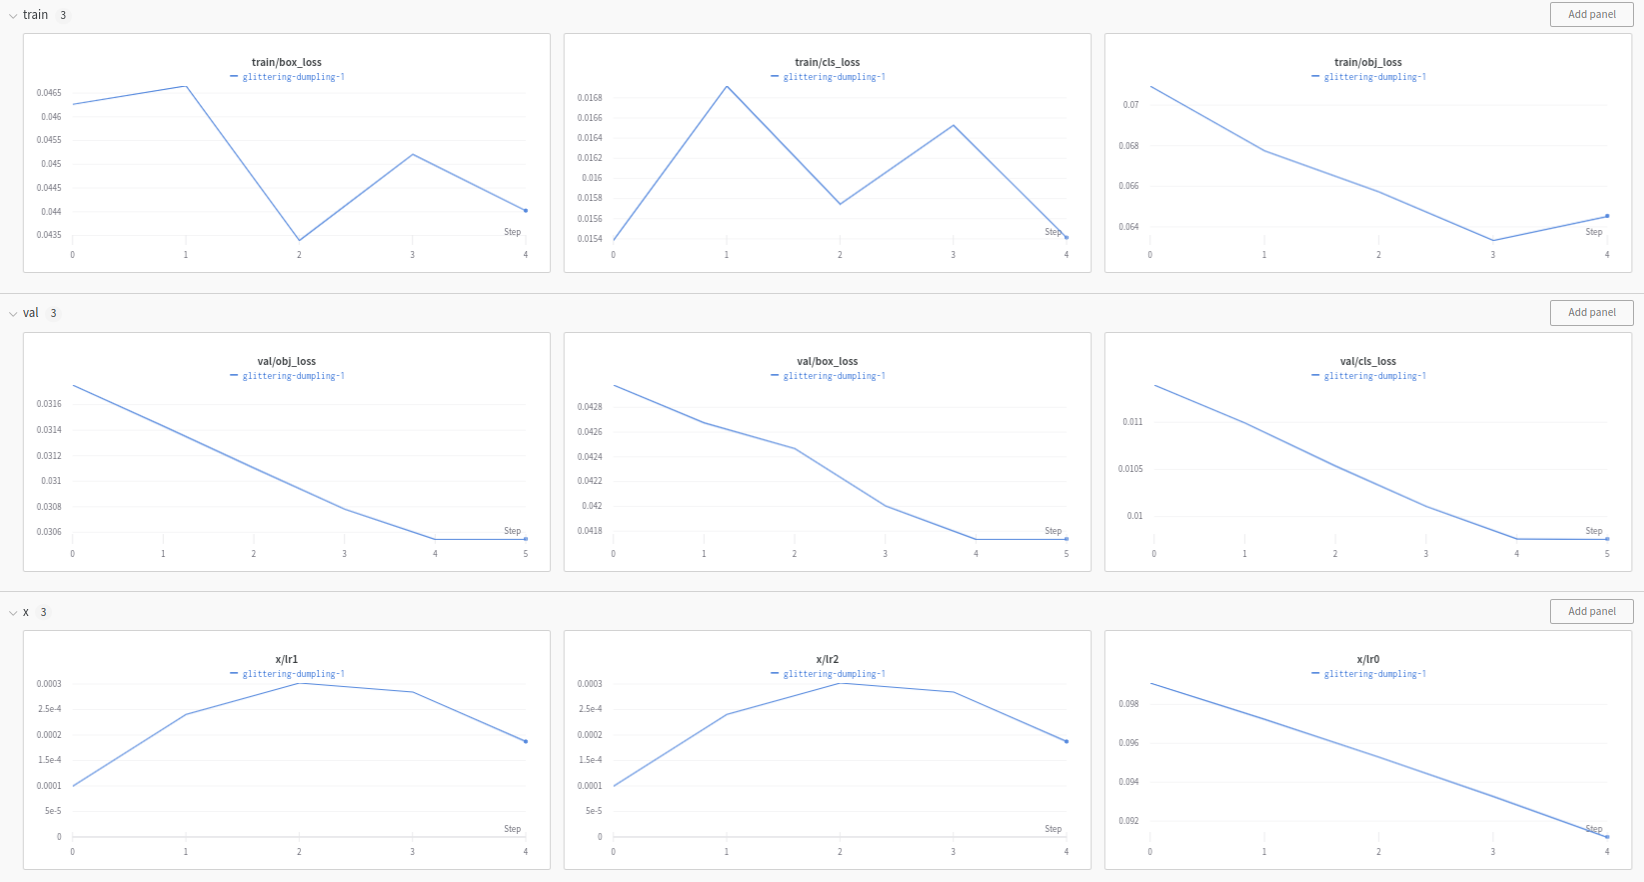 train 3
Add panel
train/box_loss
glittering-dumpling-1
0.0465
0.046
0.0455
0.045
0.0445
0.044
0.0435
Step
0 1 2 3 4
train/cls_loss
glittering-dumpling-1
0.0168
0.0166
0.0164
0.0162
0.016
0.0158
0.0156
0.0154
Step
0 1 2 3 4
train/obj_loss
glittering-dumpling-1
0.07
0.068
0.066
0.064
Step
0 1 2 3 4
val 3
Add panel
val/obj_loss
glittering-dumpling-1
0.0316
0.0314
0.0312
0.031
0.0308
0.0306
Step
0 1 2 3 4 5
val/box_loss
glittering-dumpling-1
0.0428
0.0426
0.0424
0.0422
0.042
0.0418
Step
0 1 2 3 4 5
val/cls_loss
glittering-dumpling-1
0.011
0.0105
0.01
Step
0 1 2 3 4 5
x 3
Add panel
x/lr1
glittering-dumpling-1
0.0003
2.5e-4
0.0002
1.5e-4
0.0001
5e-5
0
Step
0 1 2 3 4
x/lr2
glittering-dumpling-1
0.0003
2.5e-4
0.0002
1.5e-4
0.0001
5e-5
0
Step
0 1 2 3 4
x/lr0
glittering-dumpling-1
0.098
0.096
0.094
0.092
Step
0 1 2 3 4